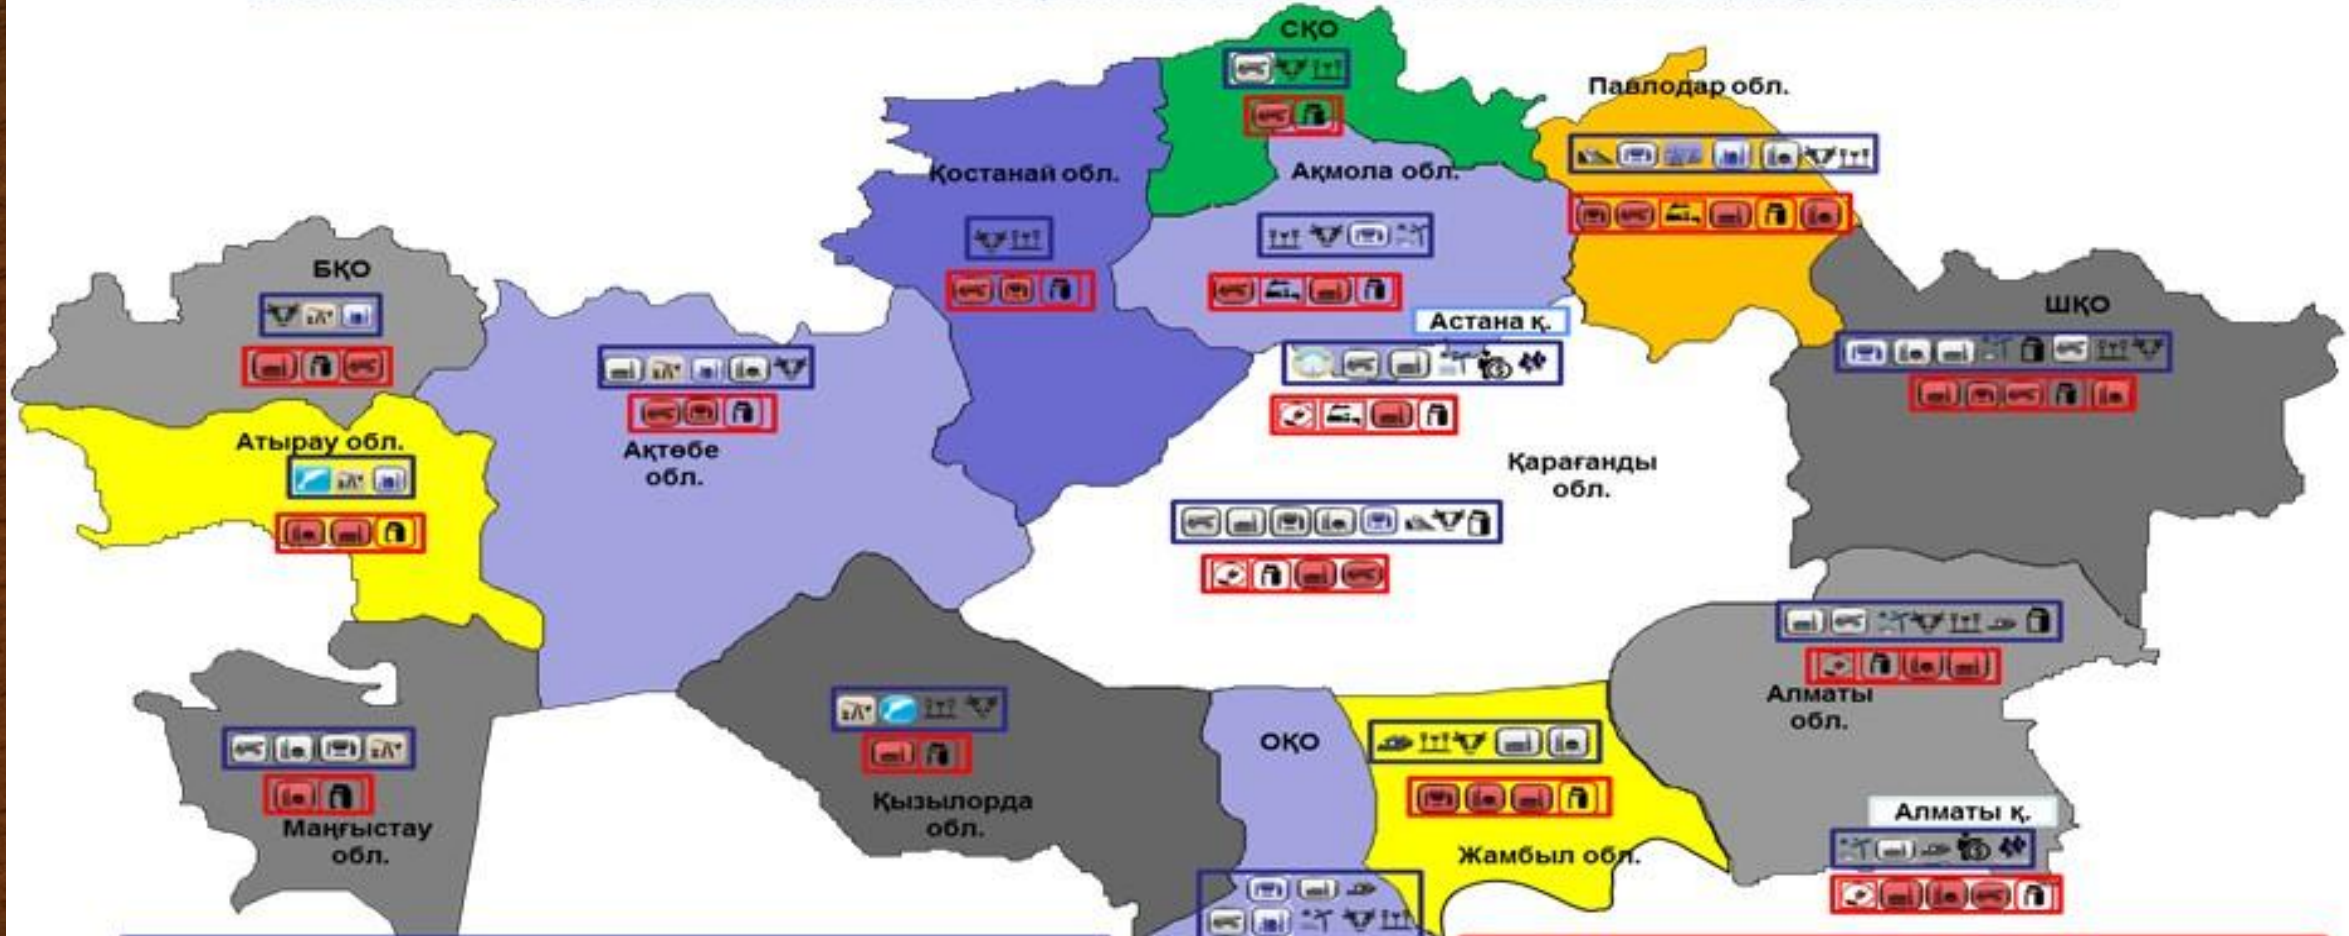 СҚО
Павлодар обл.
Қостанай обл.
Ақмола обл.
БҚО
ШҚО
Астана қ.
Атырау обл.
Ақтөбе
обл.
Қарағанды
обл.
Алматы
обл.
ОҚО
Қызылорда
обл.
Маңғыстау
обл.
Алматы қ.
Жамбыл обл.